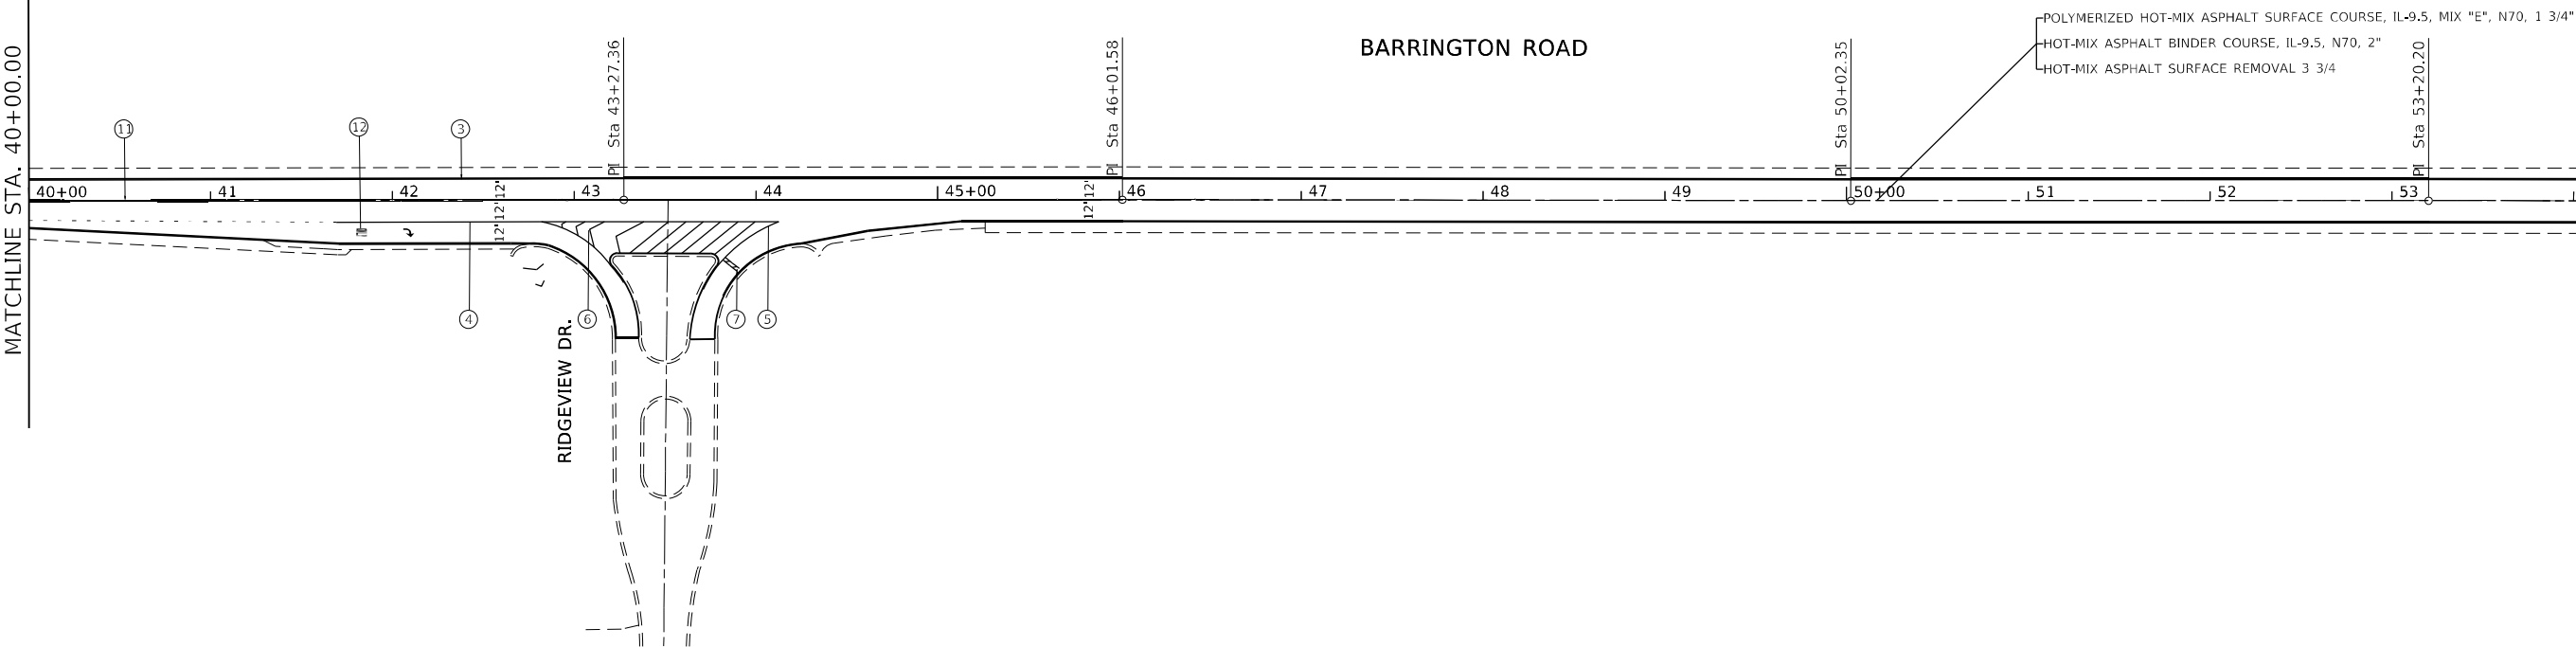 POLYMERIZED HOT-MIX ASPHALT SURFACE COURSE, IL-9.5, MIX "E", N70, 1 3/4"
HOT-MIX ASPHALT BINDER COURSE, IL-9.5, N70, 2"
HOT-MIX ASPHALT SURFACE REMOVAL 3 3/4
BARRINGTON ROAD
MATCHLINE STA. 40+00.00
PI Sta 43+27.36
PI Sta 46+01.58
PI Sta 50+02.35
PI Sta 53+20.20
11
12
3
40+00 41 42 43 44 45+00 46 47 48 49 50+00 51 52 53
12' 12' 12'
12' 12'
4
6
7
5
RIDGEVIEW DR.